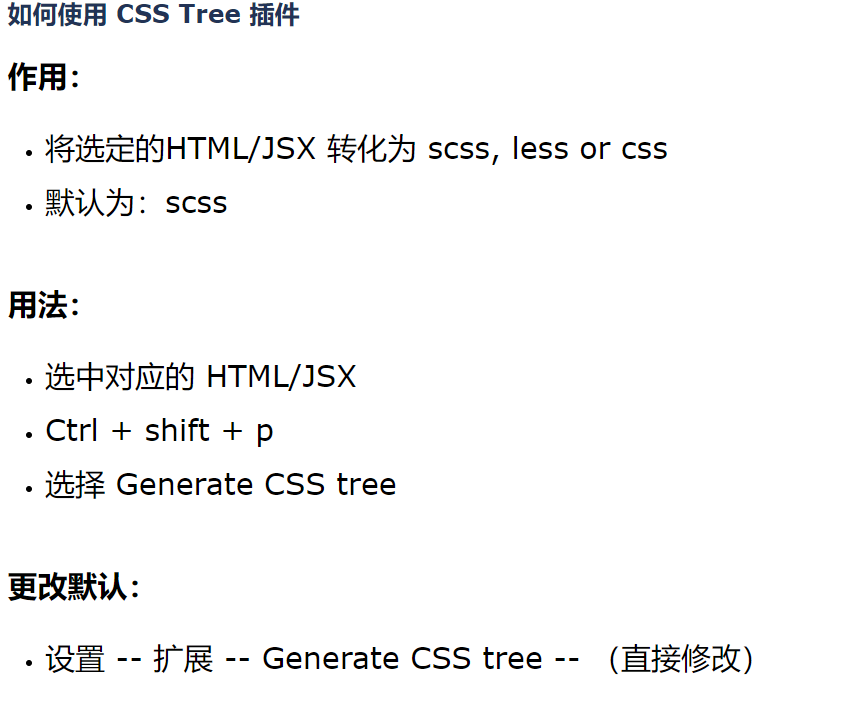 如何使用 CSS Tree 插件
作用：
将选定的HTML/JSX 转化为 scss, less or css
默认为：scss
用法：
选中对应的 HTML/JSX
Ctrl + shift + p
选择 Generate CSS tree
更改默认：
设置 -- 扩展 -- Generate CSS tree -- （直接修改）